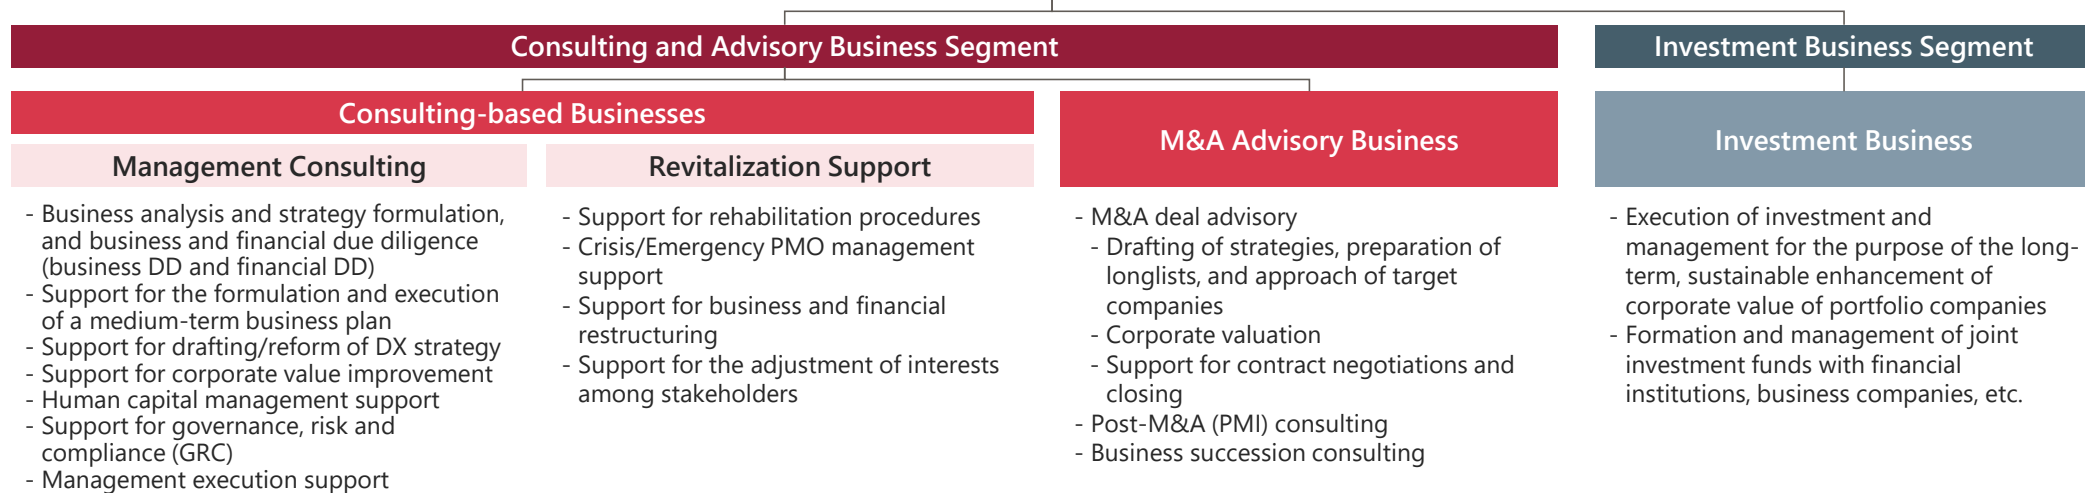 Consulting and Advisory Business Segment
Investment Business Segment
Consulting-based Businesses
Management Consulting
- Business analysis and strategy formulation,
and business and financial due diligence
(business DD and financial DD)
- Support for the formulation and execution
of a medium-term business plan
- Support for drafting/reform of DX strategy
- Support for corporate value improvement
- Human capital management support
- Support for governance, risk and
compliance (GRC)
- Management execution support
Revitalization Support
- Support for rehabilitation procedures
- Crisis/Emergency PMO management
support
- Support for business and financial
restructuring
- Support for the adjustment of interests
among stakeholders
M&A Advisory Business
- M&A deal advisory
- Drafting of strategies, preparation of
longlists, and approach of target
companies
- Corporate valuation
- Support for contract negotiations and
closing
- Post-M&A (PMI) consulting
- Business succession consulting
Investment Business
- Execution of investment and
management for the purpose of the long-
term, sustainable enhancement of
corporate value of portfolio companies
- Formation and management of joint
investment funds with financial
institutions, business companies, etc.